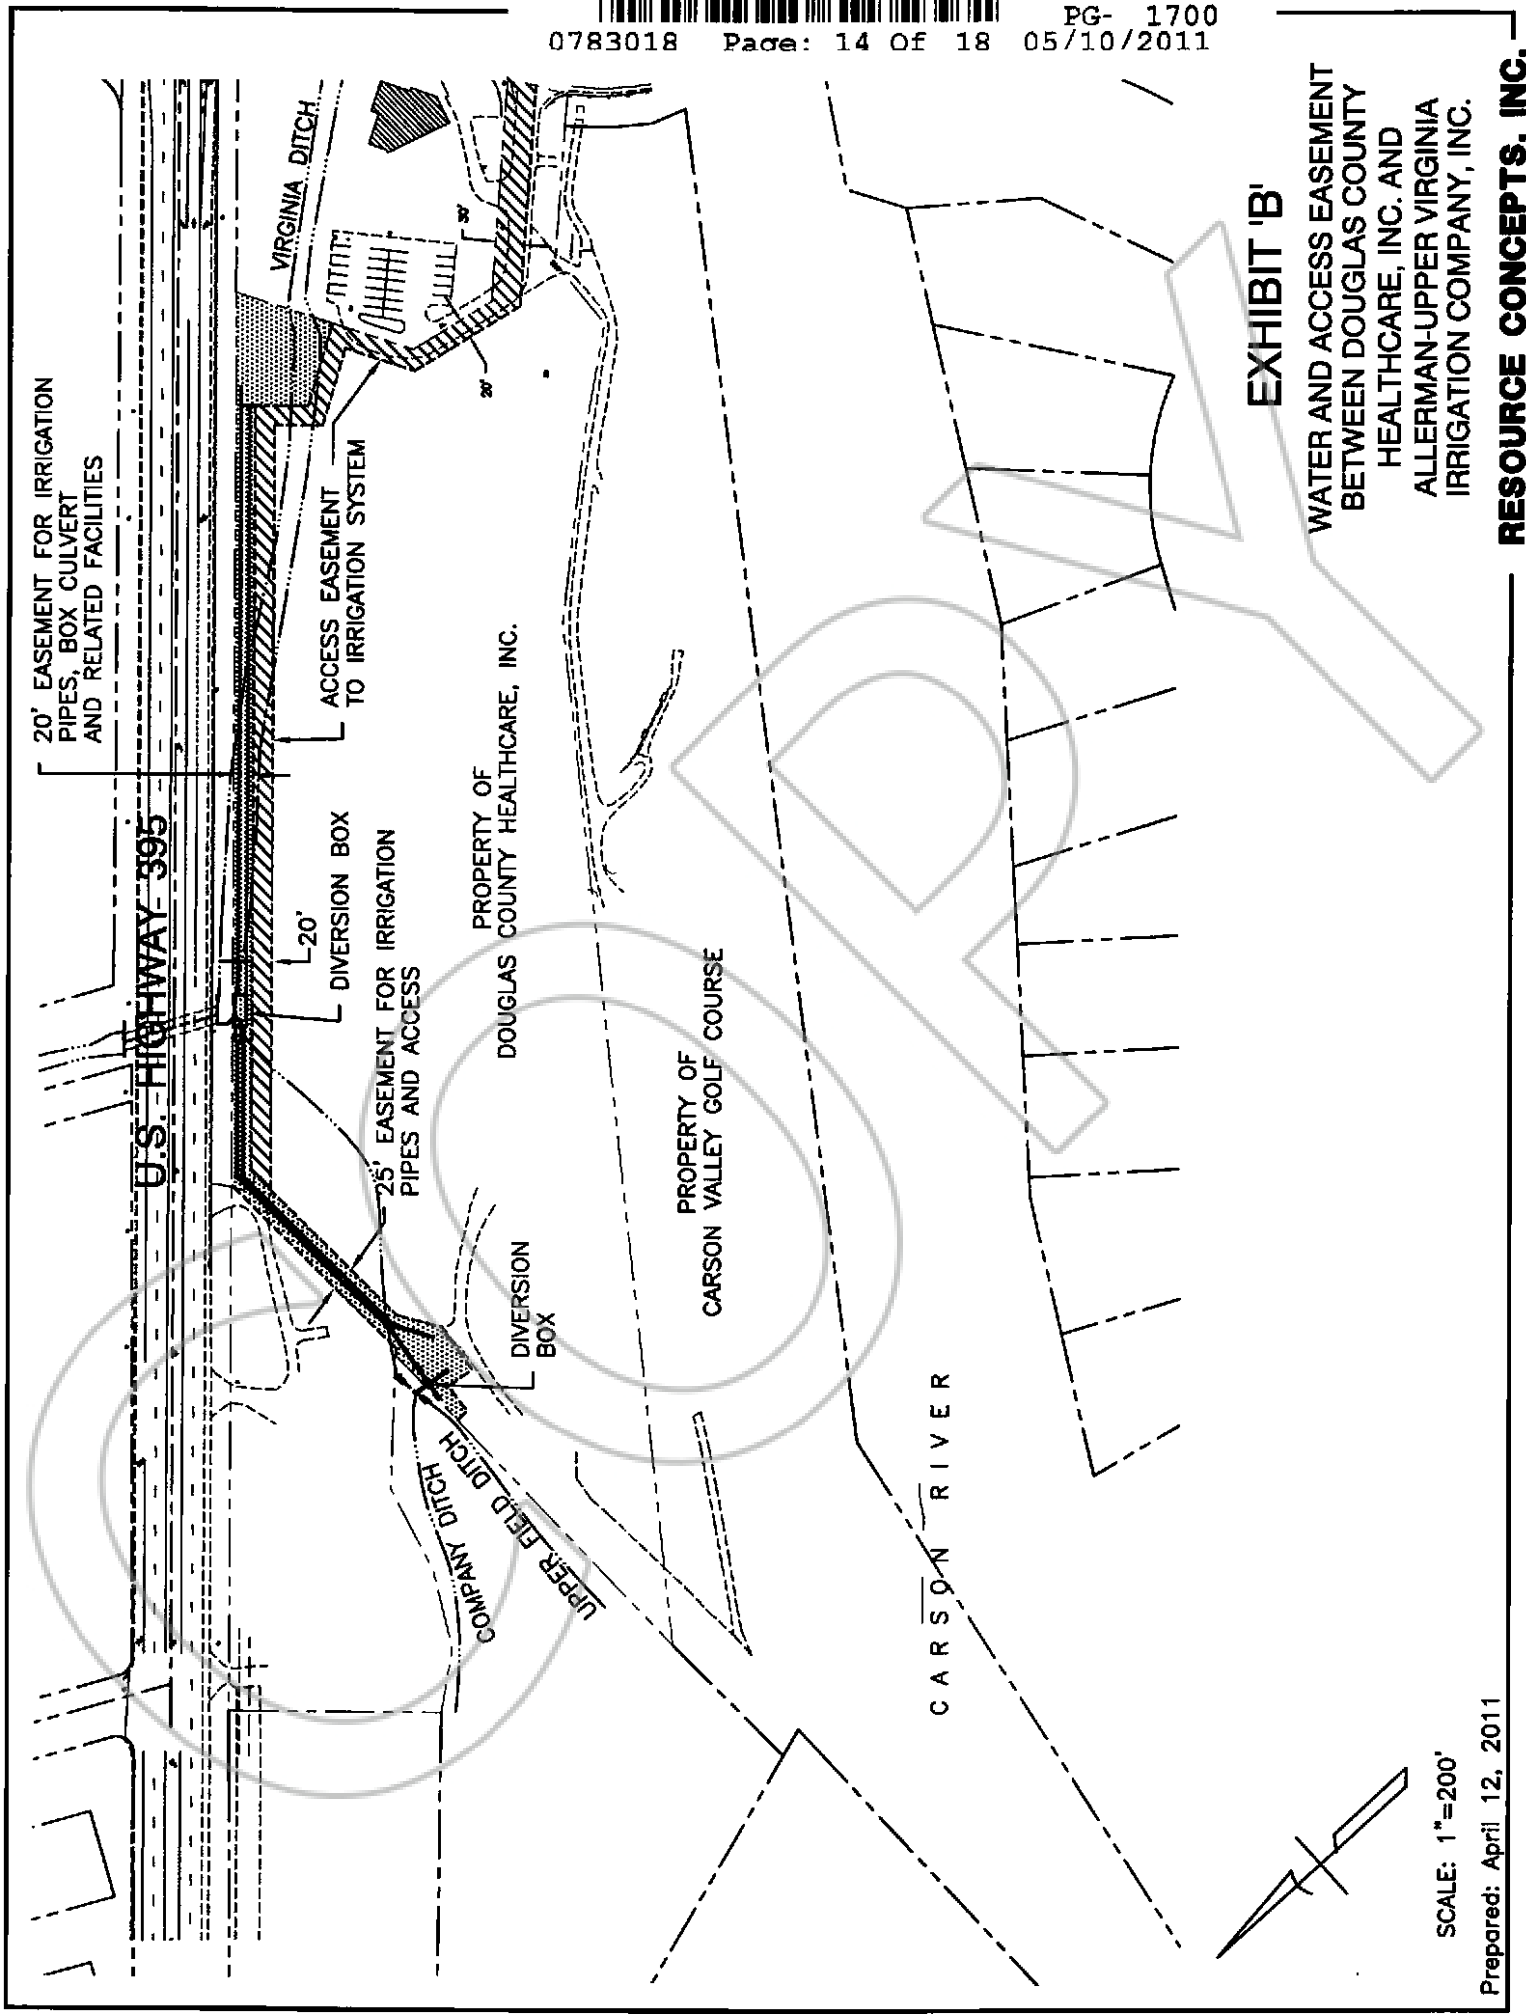 PG- 1700
0783018 Page: 14 Of 18 05/10/2011
20' EASEMENT FOR IRRIGATION
PIPES, BOX CULVERT
AND RELATED FACILITIES
U.S. HIGHWAY 395
VIRGINIA DITCH
30'
20'
ACCESS EASEMENT
TO IRRIGATION SYSTEM
20'
DIVERSION BOX
25' EASEMENT FOR IRRIGATION
PIPES AND ACCESS
PROPERTY OF
DOUGLAS COUNTY HEALTHCARE, INC.
DIVERSION
BOX
COMPANY DITCH
UPPER FIELD DITCH
PROPERTY OF
CARSON VALLEY GOLF COURSE
CARSON RIVER
EXHIBIT 'B'
WATER AND ACCESS EASEMENT
BETWEEN DOUGLAS COUNTY
HEALTHCARE, INC. AND
ALLERMAN-UPPER VIRGINIA
IRRIGATION COMPANY, INC.
RESOURCE CONCEPTS, INC.
SCALE: 1"=200'
Prepared: April 12, 2011
COPY